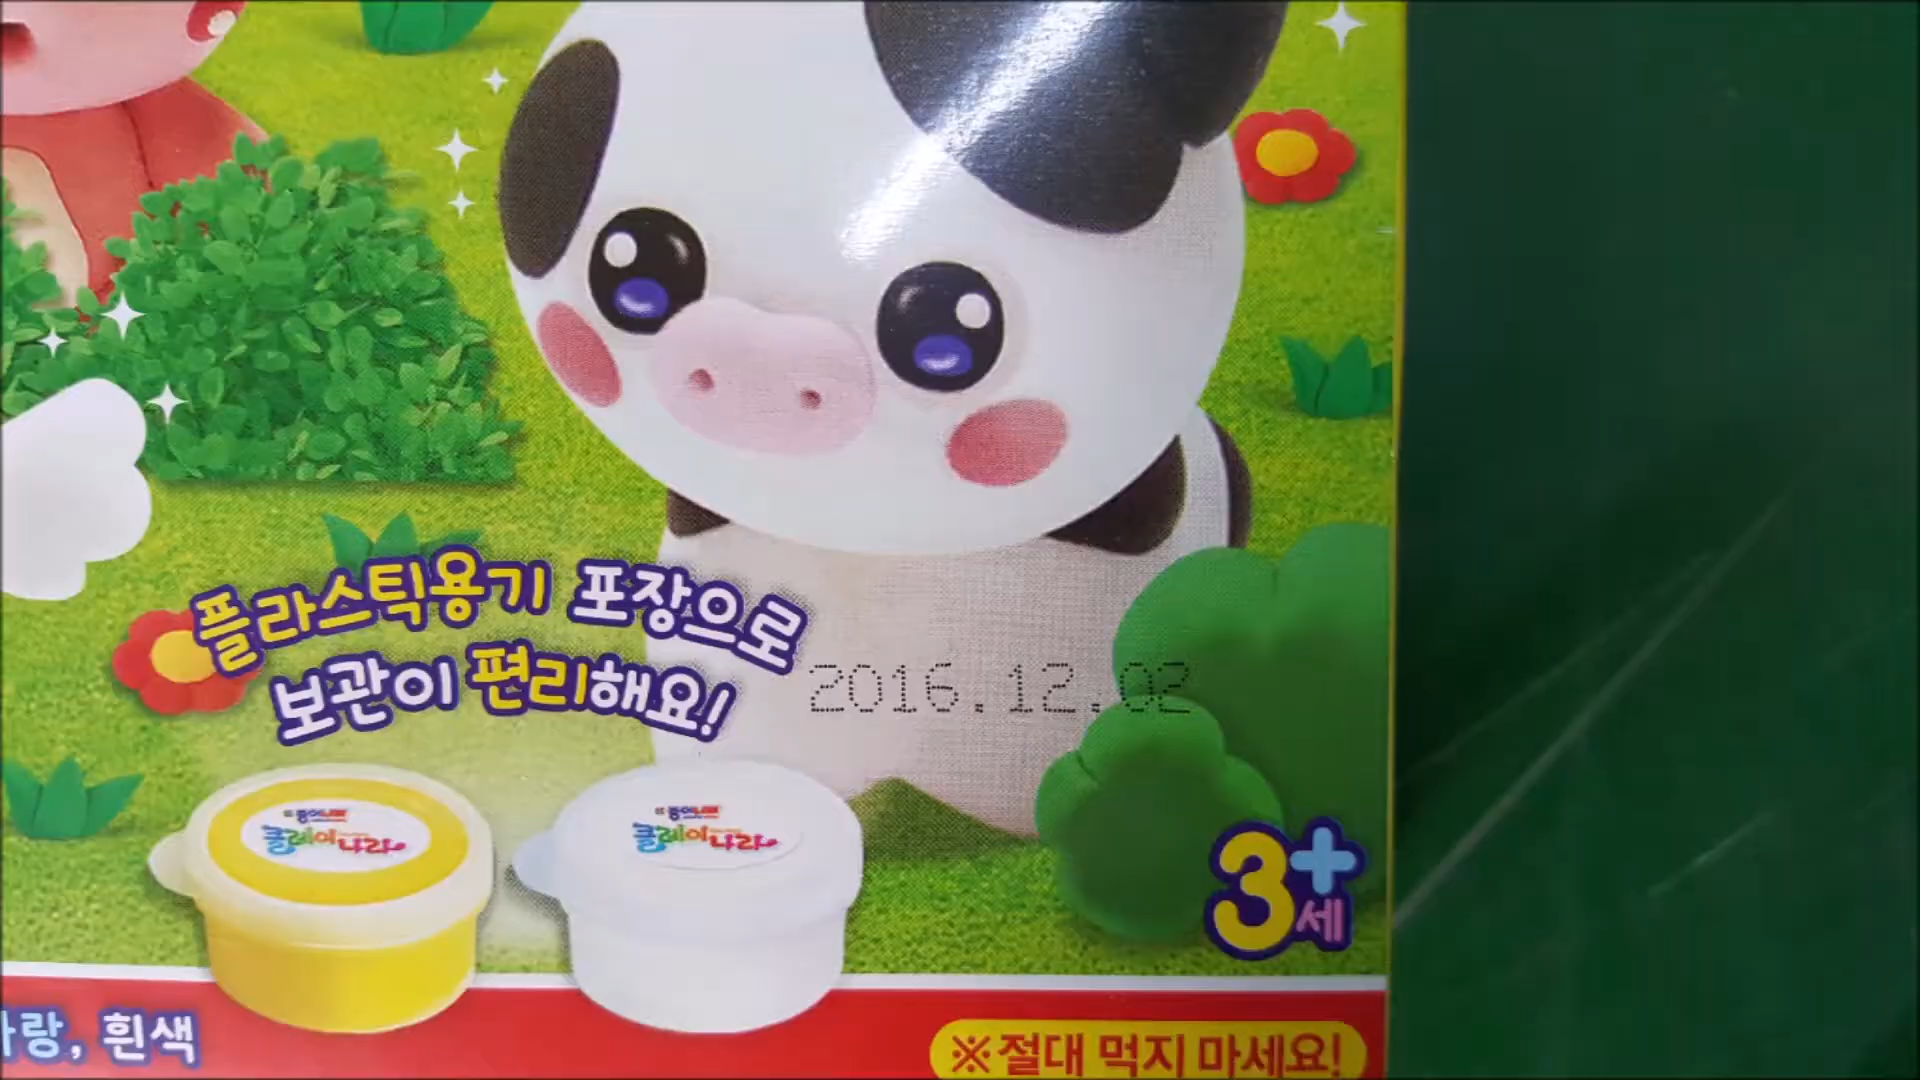 플라스틱용기 포장으로
보관이 편리해요!
2016.12.02
클레이나라
클레이나라
3+
세
흰색
※절대 먹지 마세요!